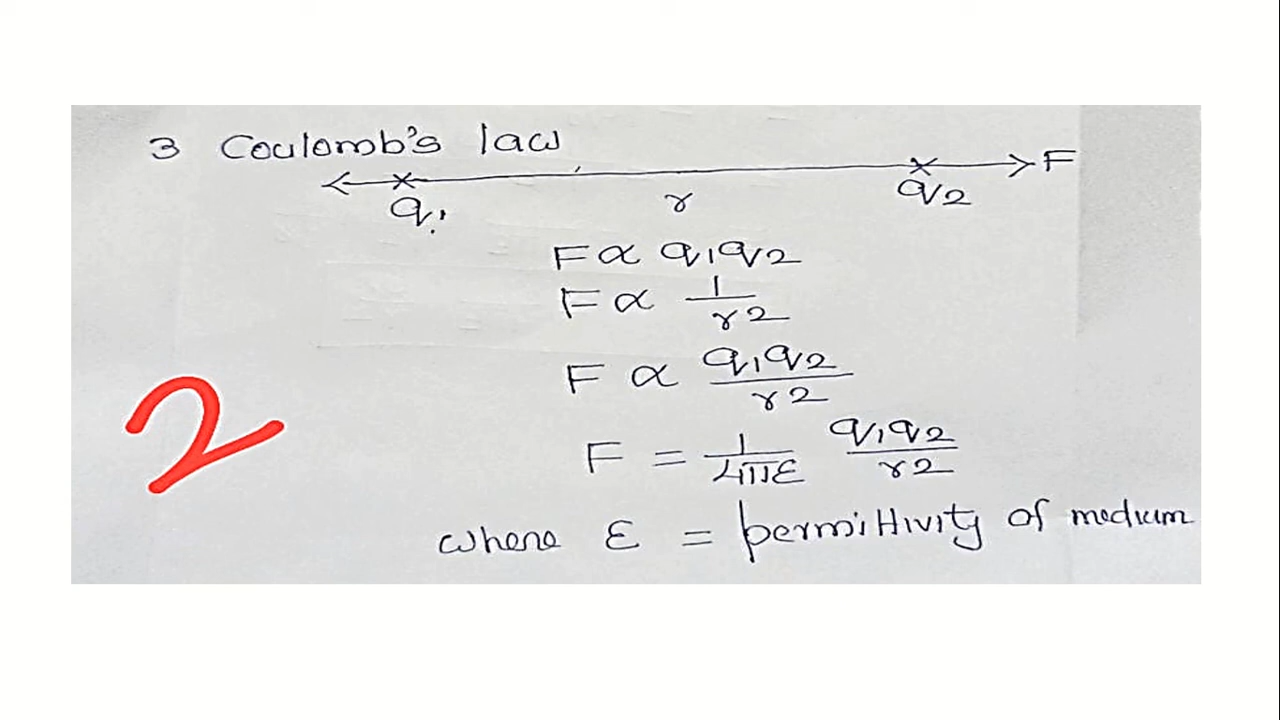 3 Coulomb's law
F
q1 r q2
F ∝ q1q2
F ∝ 1/r2
F ∝ q1q2/r2
F = 1/4πε q1q2/r2
2
where ε = permittivity of medium